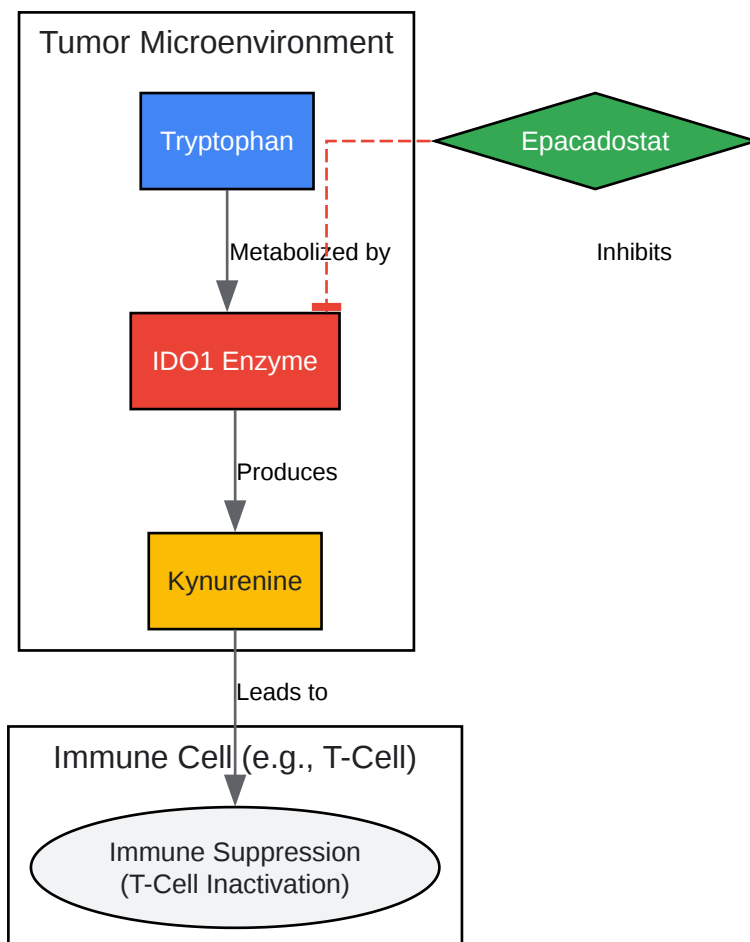 Tumor Microenvironment
Tryptophan
Epacadostat
Metabolized by
Inhibits
IDO1 Enzyme
Produces
Kynurenine
Leads to
Immune Cell (e.g., T-Cell)
Immune Suppression
(T-Cell Inactivation)